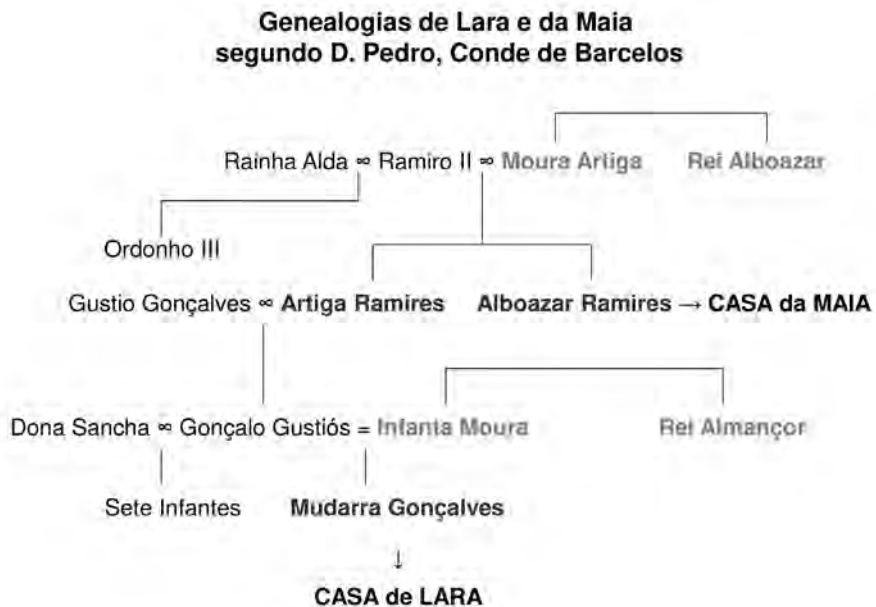 Genealogias de Lara e da Maia
segundo D. Pedro, Conde de Barcelos
Rainha Alda ∞ Ramiro II ∞ Moura Artiga Rei Alboazar
Ordonho III
Gustio Gonçalves ∞ Artiga Ramires Alboazar Ramires → CASA da MAIA
Dona Sancha ∞ Gonçalo Gustiós = Infanta Moura Rei Almançor
Sete Infantes Mudarra Gonçalves
↓
CASA de LARA